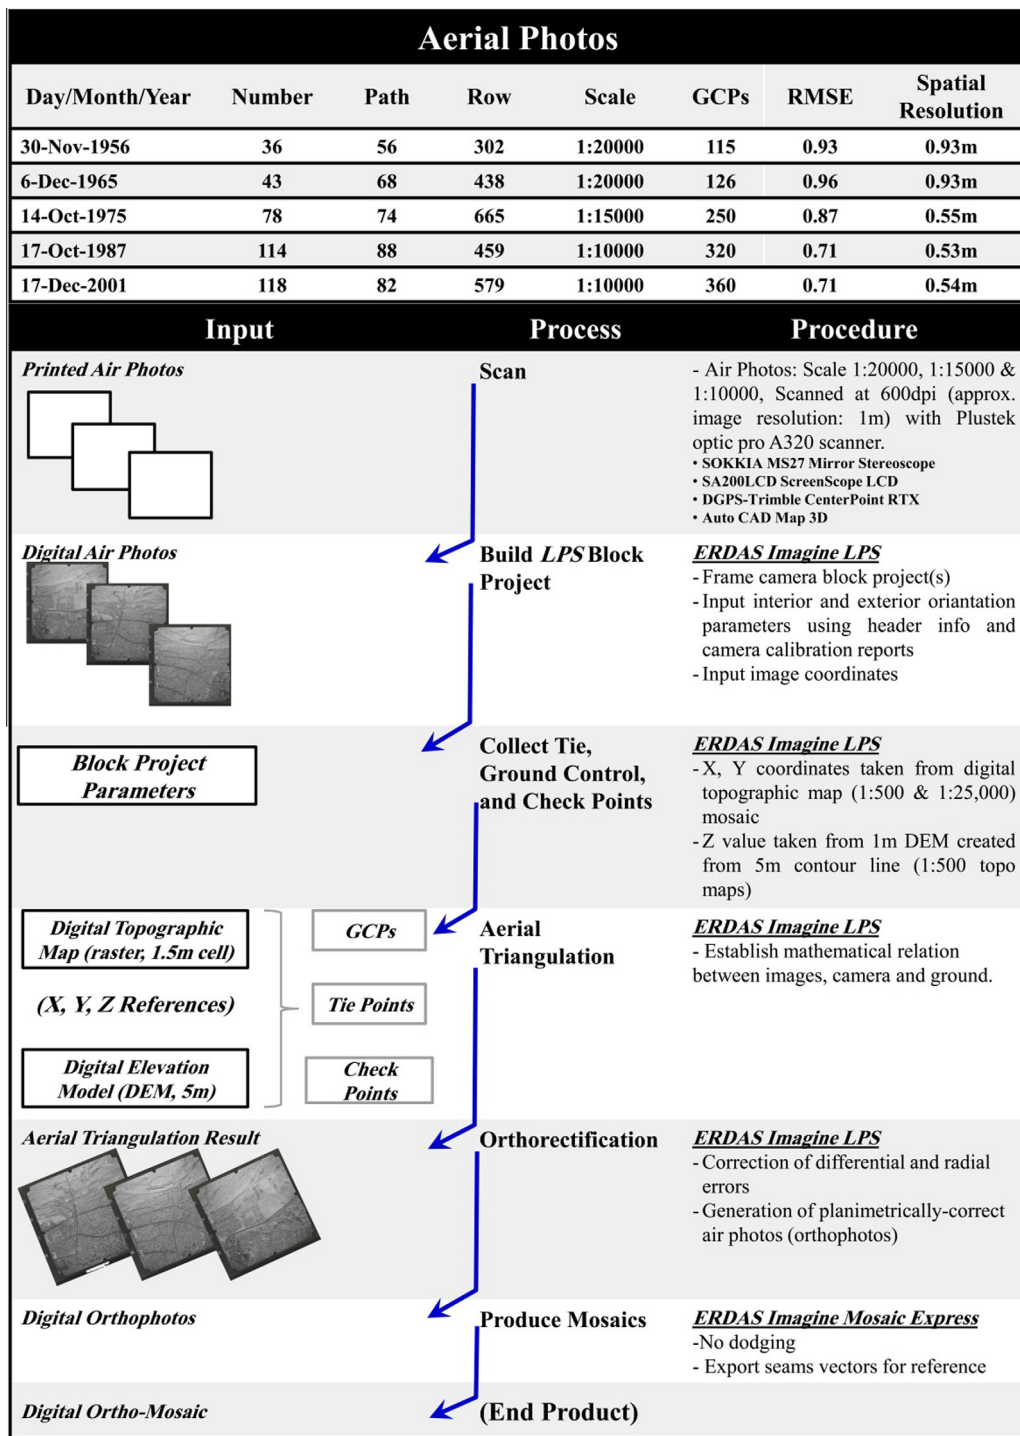 Aerial Photos
Day/Month/Year Number Path Row Scale GCPs RMSE Spatial Resolution
30-Nov-1956 36 56 302 1:20000 115 0.93 0.93m
6-Dec-1965 43 68 438 1:20000 126 0.96 0.93m
14-Oct-1975 78 74 665 1:15000 250 0.87 0.55m
17-Oct-1987 114 88 459 1:10000 320 0.71 0.53m
17-Dec-2001 118 82 579 1:10000 360 0.71 0.54m
Input Process Procedure
Printed Air Photos
Scan
- Air Photos: Scale 1:20000, 1:15000 &
1:10000, Scanned at 600dpi (approx.
image resolution: 1m) with Plustek
optic pro A320 scanner.
• SOKKIA MS27 Mirror Stereoscope
• SA200LCD ScreenScope LCD
• DGPS-Trimble CenterPoint RTX
• Auto CAD Map 3D
Digital Air Photos
Build LPS Block
Project
ERDAS Imagine LPS
- Frame camera block project(s)
- Input interior and exterior oriantation
parameters using header info and
camera calibration reports
- Input image coordinates
Block Project
Parameters
Collect Tie,
Ground Control,
and Check Points
ERDAS Imagine LPS
- X, Y coordinates taken from digital
topographic map (1:500 & 1:25,000)
mosaic
- Z value taken from 1m DEM created
from 5m contour line (1:500 topo
maps)
Digital Topographic
Map (raster, 1.5m cell)
(X, Y, Z References)
Digital Elevation
Model (DEM, 5m)
GCPs
Tie Points
Check
Points
Aerial
Triangulation
ERDAS Imagine LPS
- Establish mathematical relation
between images, camera and ground.
Aerial Triangulation Result
Orthorectification
ERDAS Imagine LPS
- Correction of differential and radial
errors
- Generation of planimetrically-correct
air photos (orthophotos)
Digital Orthophotos
Produce Mosaics
ERDAS Imagine Mosaic Express
-No dodging
- Export seams vectors for reference
Digital Ortho-Mosaic
(End Product)